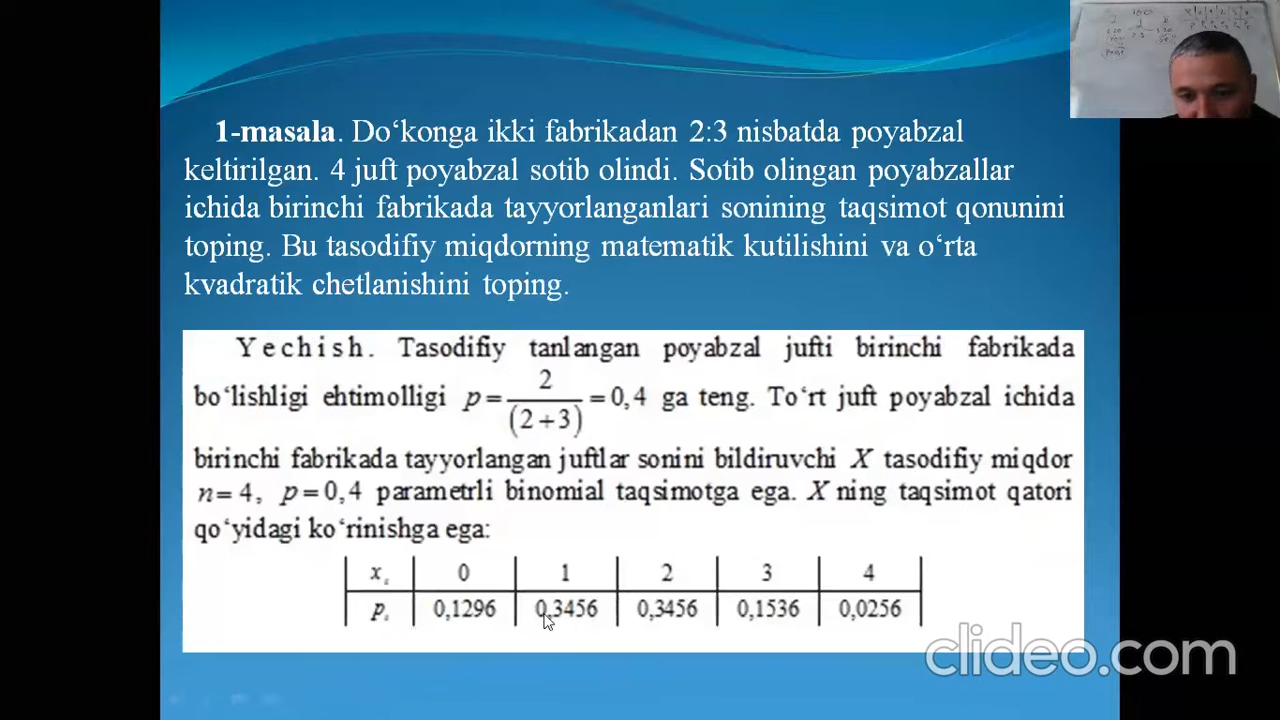 1-masala. Do‘konga ikki fabrikadan 2:3 nisbatda poyabzal
keltirilgan. 4 juft poyabzal sotib olindi. Sotib olingan poyabzallar
ichida birinchi fabrikada tayyorlanganlari sonining taqsimot qonunini
toping. Bu tasodifiy miqdorning matematik kutilishini va o‘rta
kvadratik chetlanishini toping.
Yechish. Tasodifiy tanlangan poyabzal jufti birinchi fabrikada
bo‘lishligi ehtimolligi p = 2/(2+3) = 0,4 ga teng. To‘rt juft poyabzal ichida
birinchi fabrikada tayyorlangan juftlar sonini bildiruvchi X tasodifiy miqdor
n= 4, p=0,4 parametrli binomial taqsimotga ega. X ning taqsimot qatori
qo‘yidagi ko‘rinishga ega:
xᵢ 0 1 2 3 4
pᵢ 0,1296 0,3456 0,3456 0,1536 0,0256
clideo.com